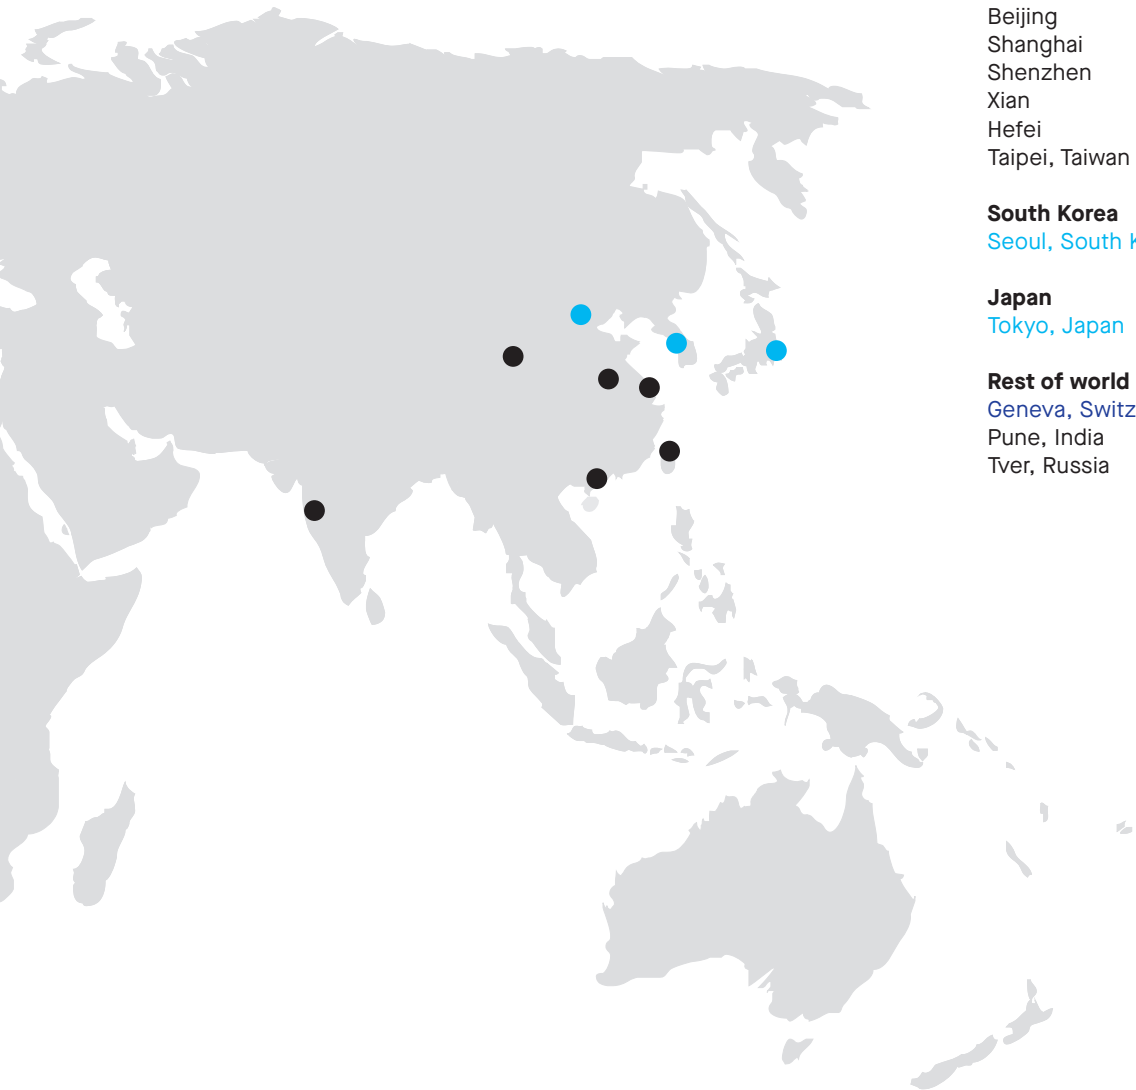 Beijing
Shanghai
Shenzhen
Xian
Hefei
Taipei, Taiwan
South Korea
Seoul, South
Japan
Tokyo, Japan
Rest of world
Geneva,
Pune, India
Tver, Russia